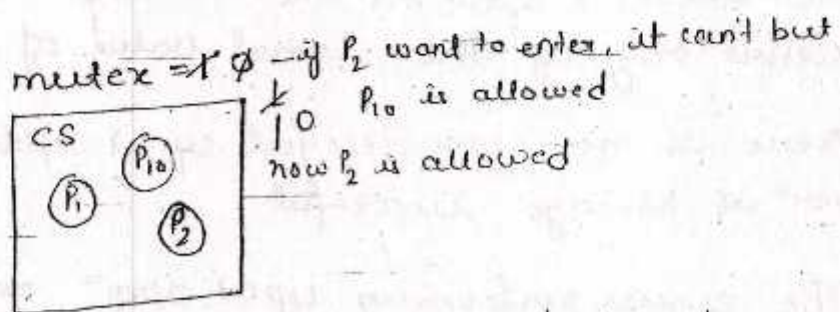 mutex = 1 0 - if P2 want to enter, it can't but
1 P10 is allowed
1 0
now P2 is allowed
CS
P10
P1
P2